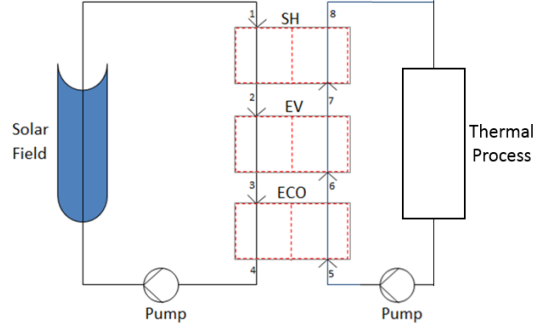 1
SH
8
2
EV
7
3
ECO
6
4
5
Solar
Field
Thermal
Process
Pump
Pump